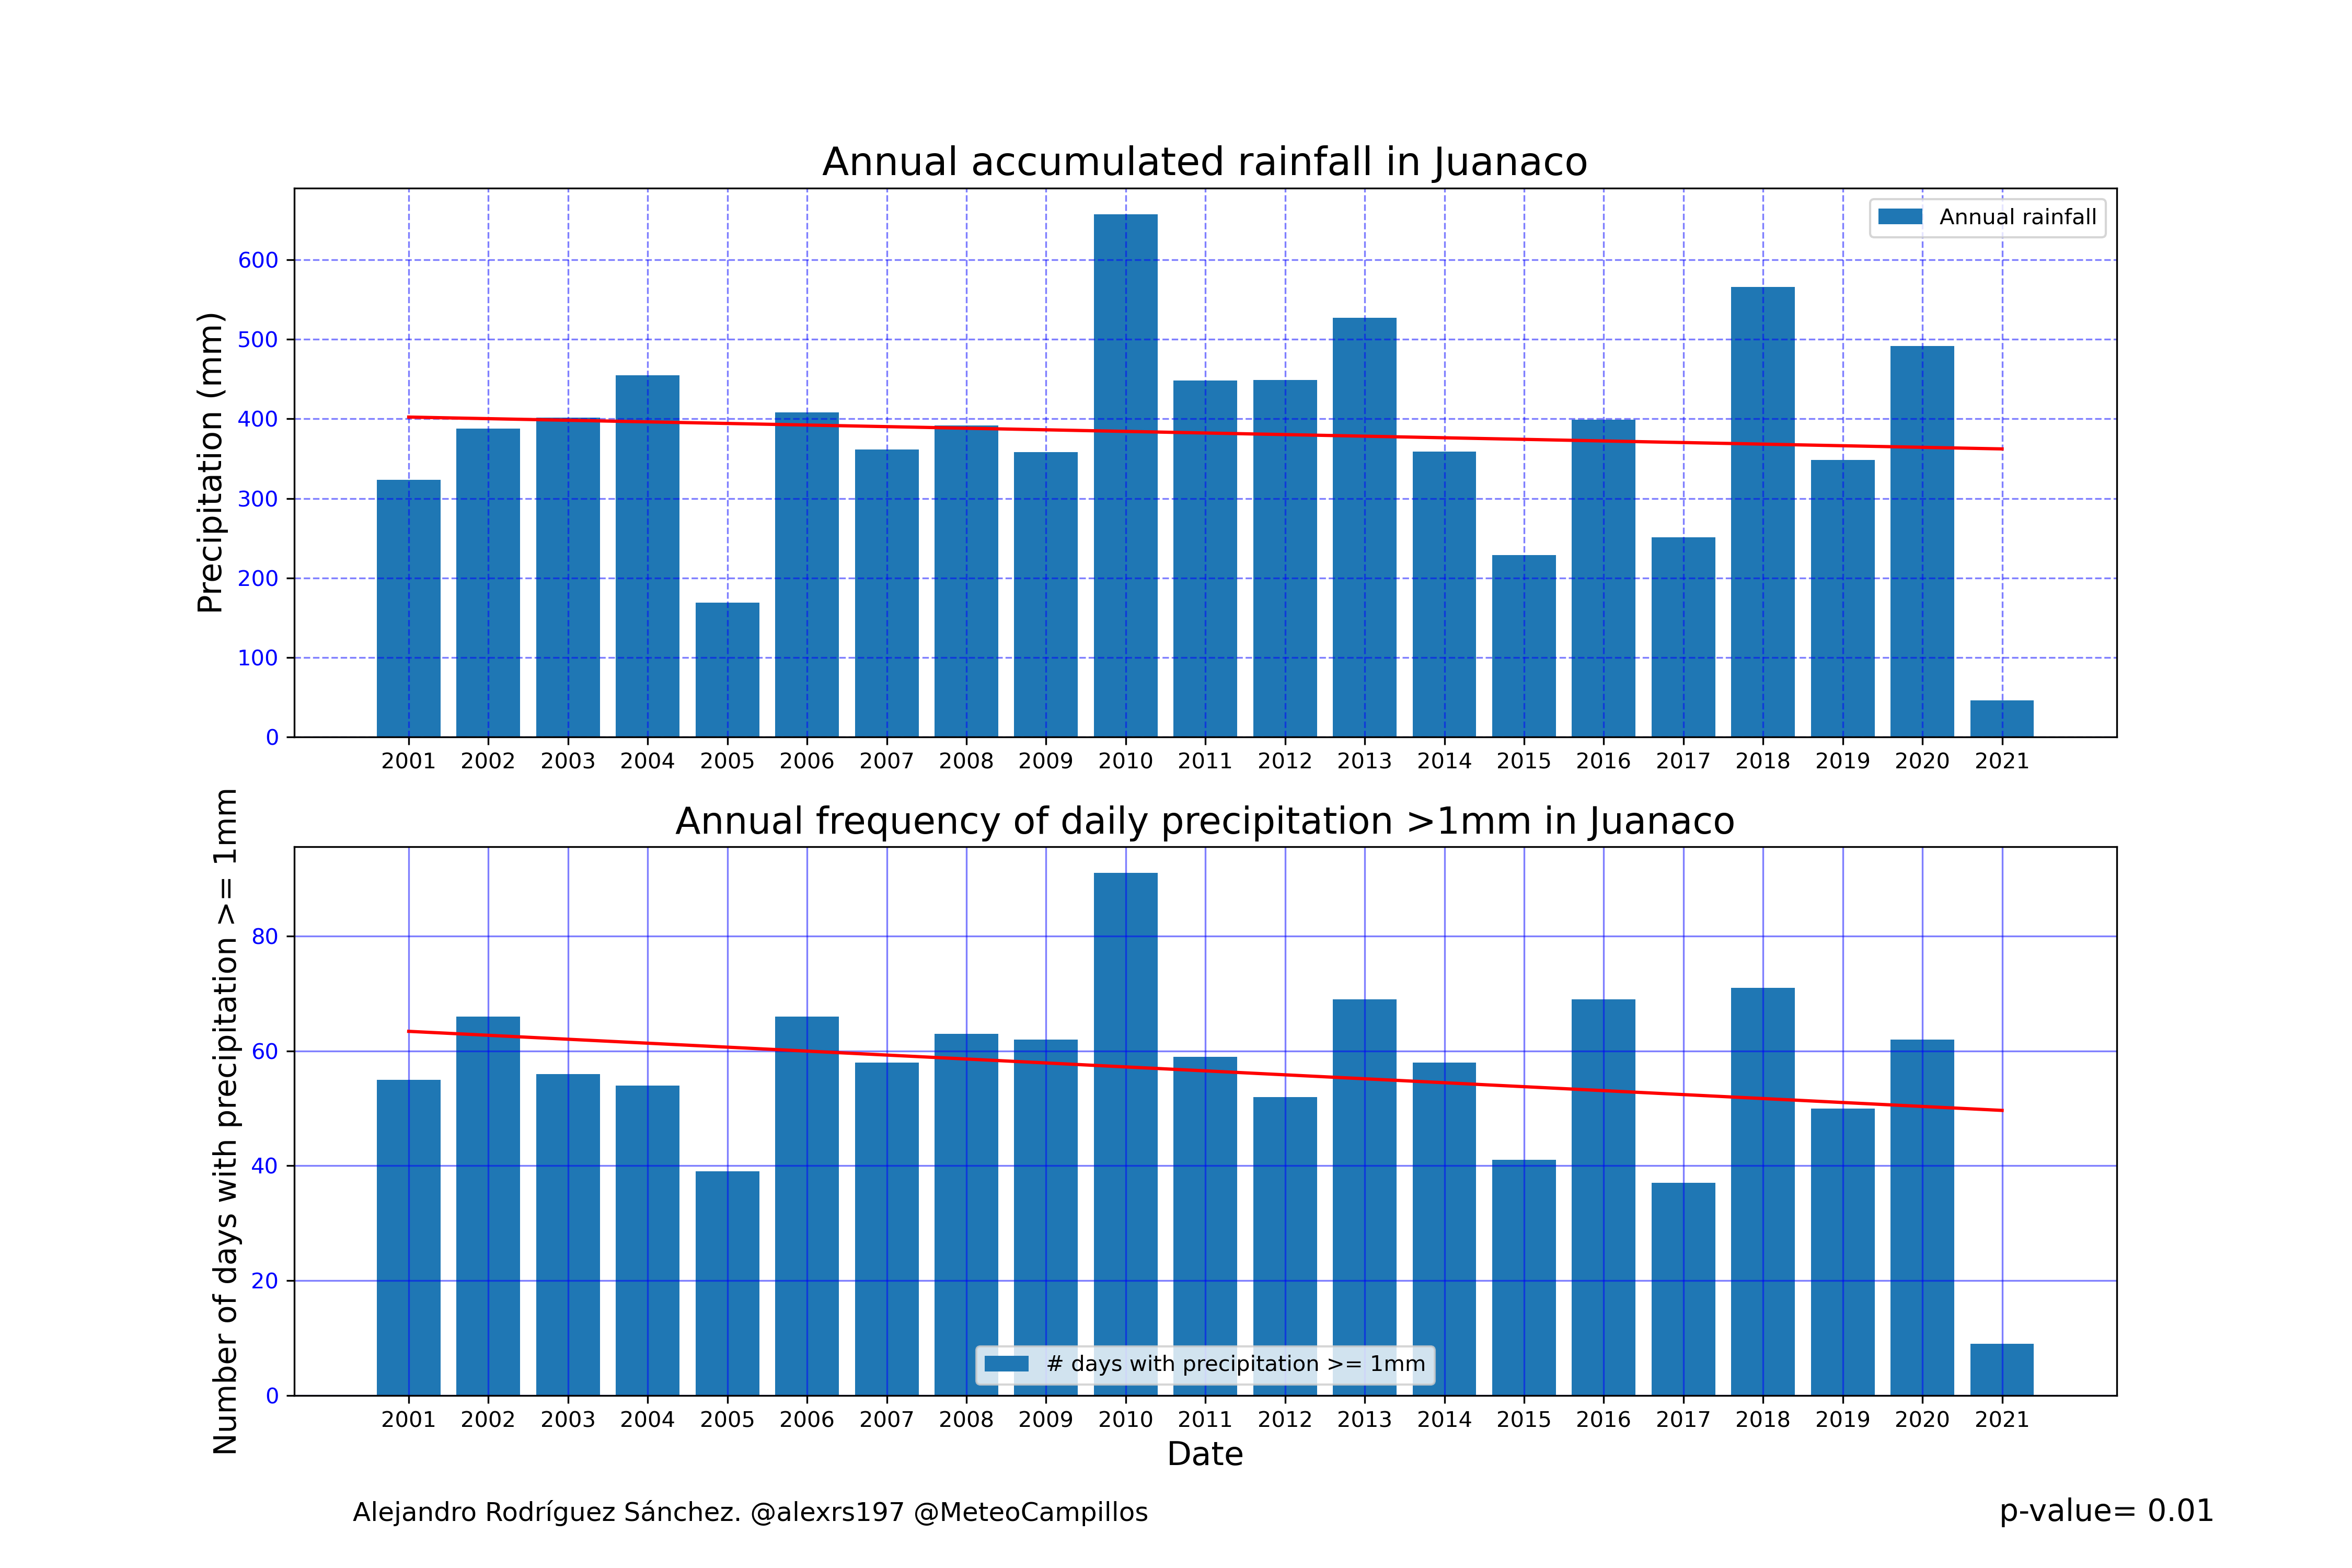 Annual accumulated rainfall in Juanaco
Precipitation (mm)
600
500
400
300
200
100
0
Annual rainfall
2001 2002 2003 2004 2005 2006 2007 2008 2009 2010 2011 2012 2013 2014 2015 2016 2017 2018 2019 2020 2021
Annual frequency of daily precipitation >1mm in Juanaco
Number of days with precipitation >= 1mm
80
60
40
20
0
# days with precipitation >= 1mm
2001 2002 2003 2004 2005 2006 2007 2008 2009 2010 2011 2012 2013 2014 2015 2016 2017 2018 2019 2020 2021
Date
Alejandro Rodríguez Sánchez. @alexrs197 @MeteoCampillos
p-value= 0.01